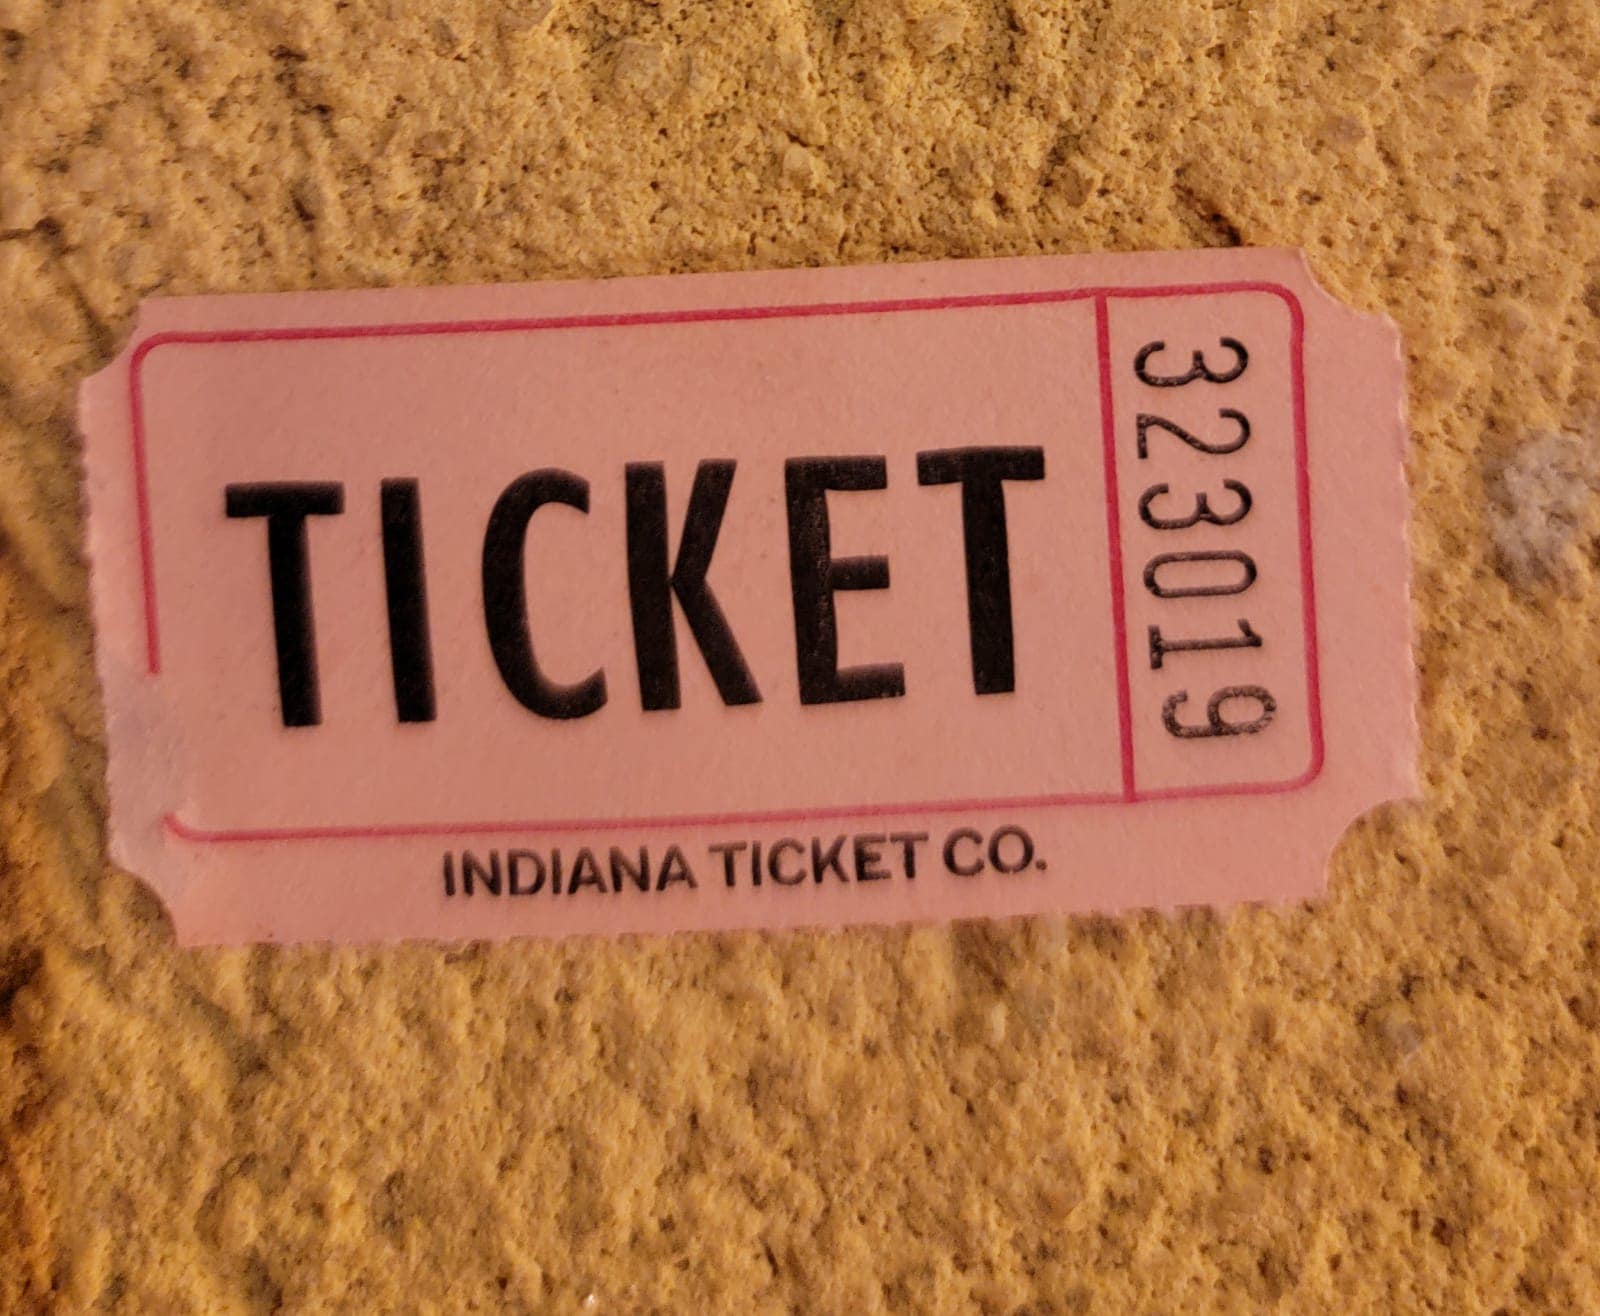 TICKET
323019
INDIANA TICKET CO.